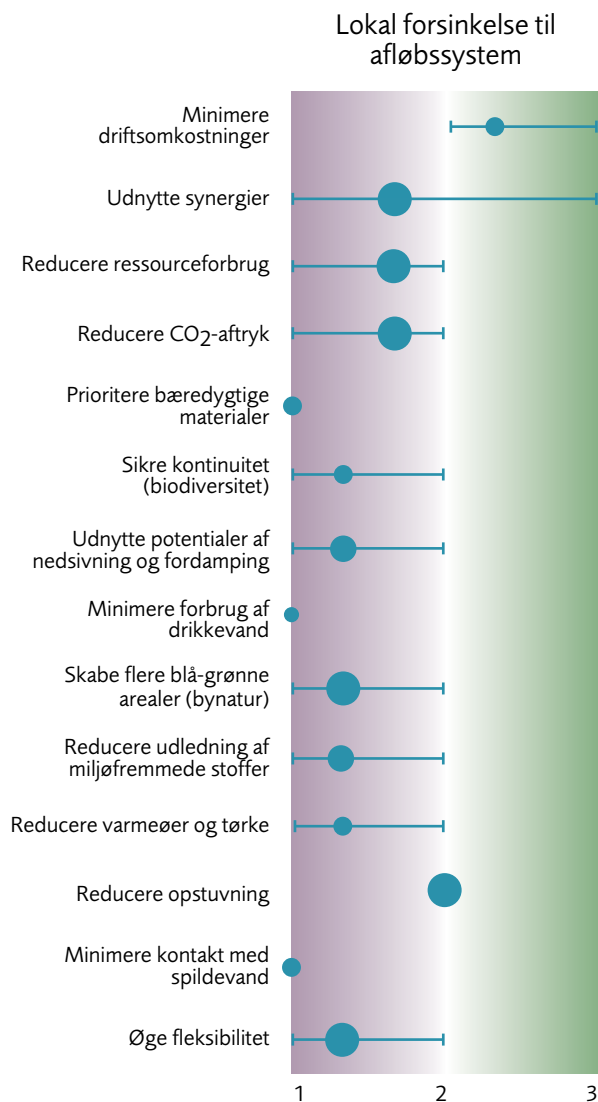 Lokal forsinkelse til
afløbssystem
Minimere
driftsomkostninger
Udnytte synergier
Reducere ressourceforbrug
Reducere CO2-aftryk
Prioritere bæredygtige
materialer
Sikre kontinuitet
(biodiversitet)
Udnytte potentialer af
nedsivning og fordamping
Minimere forbrug af
drikkevand
Skabe flere blå-grønne
arealer (bynatur)
Reducere udledning af
miljøfremmede stoffer
Reducere varmeøer og tørke
Reducere opstuvning
Minimere kontakt med
spildevand
Øge fleksibilitet
1 2 3